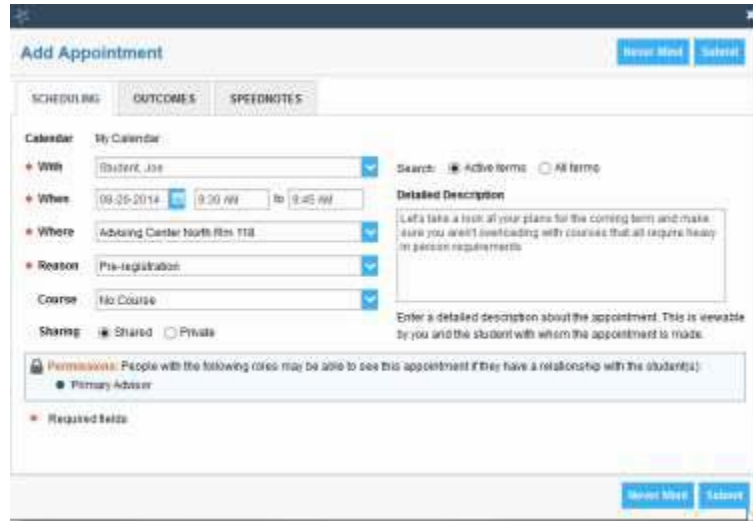 Add Appointment
Never Mind Submit
SCHEDULING OUTCOMES SPEEDNOTES
Calendar My Calendar
* With Student, Joe
Search: Active terms All terms
* When 09-26-2014 9:30 AM to 9:45 AM
Detailed Description
Let's take a look at your plans for the coming term and make
sure you aren't overloading with courses that all require heavy
in person requirements
* Where Advising Center North Rm 118
* Reason Pre-registration
Course No Course
Enter a detailed description about the appointment. This is viewable
by you and the student with whom the appointment is made.
Sharing Shared Private
Permissions: People with the following roles may be able to see this appointment if they have a relationship with the student(s):
Primary Advisor
* Required fields
Never Mind Submit